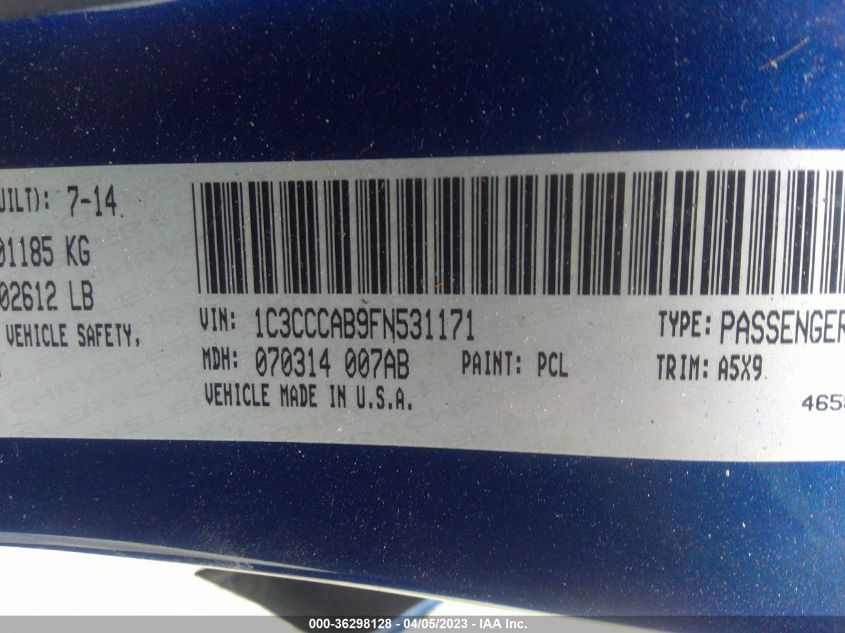 UILT): 7-14
01185 KG
02612 LB
VEHICLE SAFETY,
VIN: 1C3CCCAB9FN531171
TYPE: PASSENGER
MDH: 070314 007AB PAINT: PCL
TRIM: A5X9
VEHICLE MADE IN U.S.A.
465
000-36298128 - 04/05/2023 - IAA Inc.